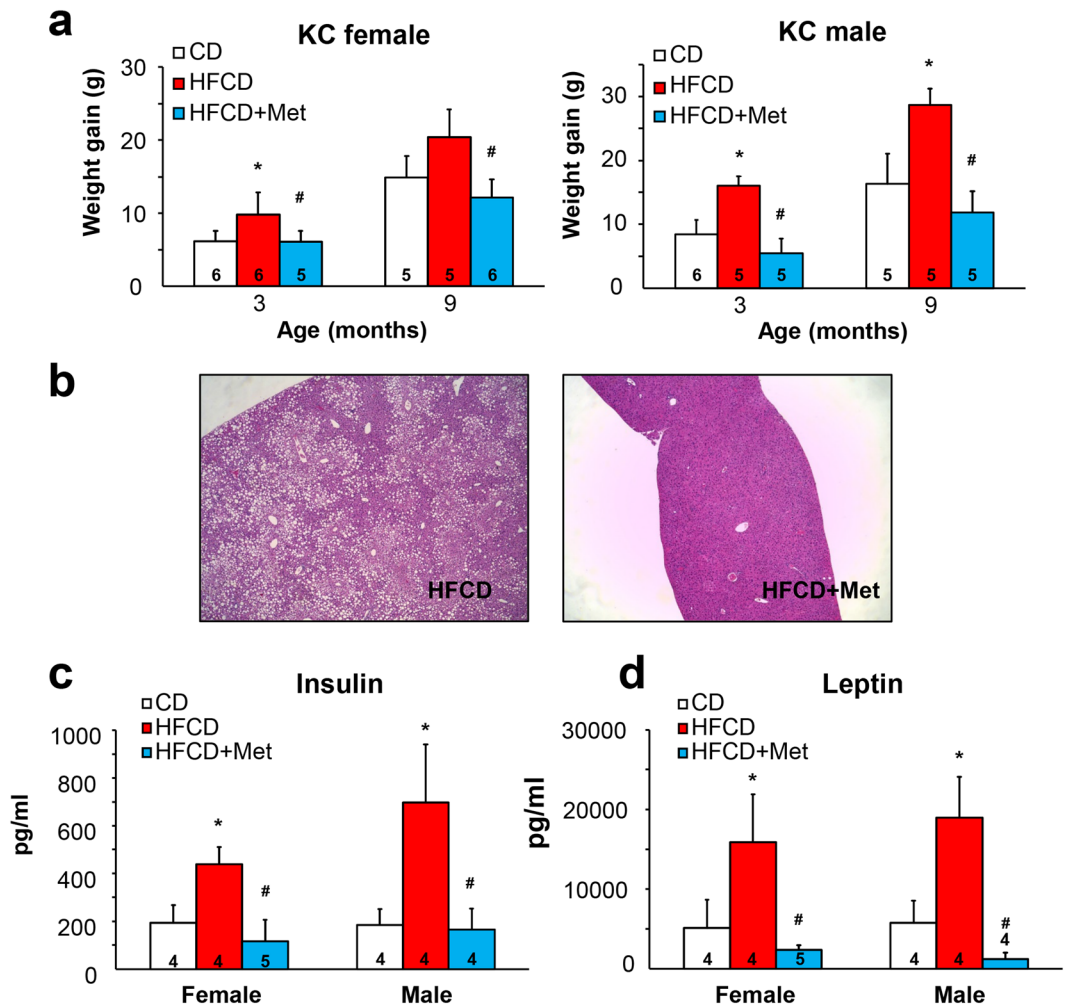 a
KC female
CD
HFCD
HFCD+Met
Weight gain (g)
30
20
10
0
*
#
#
6 6 5 5 5 6
3 9
Age (months)
KC male
CD
HFCD
HFCD+Met
Weight gain (g)
40
30
20
10
0
*
#
*
#
6 5 5 5 5 5
3 9
Age (months)
b
HFCD
HFCD+Met
c
Insulin
CD
HFCD
HFCD+Met
pg/ml
1000
800
600
400
200
0
*
#
*
#
4 4 5 4 4 4
Female Male
d
Leptin
CD
HFCD
HFCD+Met
pg/ml
30000
20000
10000
0
*
#
*
#
4 4 5 4 4 4
Female Male